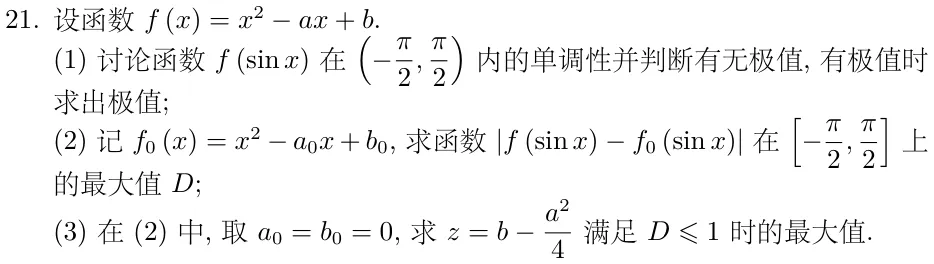 21. 设函数 f (x) = x² − ax + b.
(1) 讨论函数 f (sin x) 在 (−π/2, π/2) 内的单调性并判断有无极值, 有极值时
求出极值;
(2) 记 f₀ (x) = x² − a₀x + b₀, 求函数 |f (sin x) − f₀ (sin x)| 在 [−π/2, π/2] 上
的最大值 D;
(3) 在 (2) 中, 取 a₀ = b₀ = 0, 求 z = b − a²/4 满足 D ⩽ 1 时的最大值.